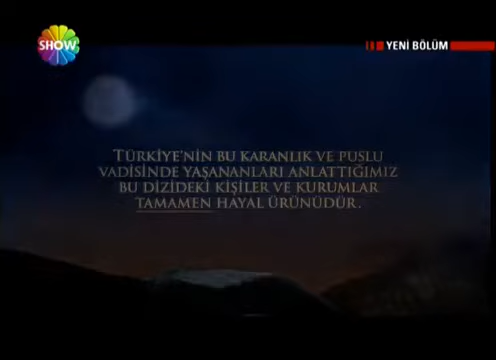 SHOW
YENİ BÖLÜM
TÜRKİYE'NİN BU KARANLIK VE PUSLU
VADİSİNDE YAŞANANLARI ANLATTIĞIMIZ
BU DİZİDEKİ KİŞİLER VE KURUMLAR
TAMAMEN HAYAL ÜRÜNÜDÜR.